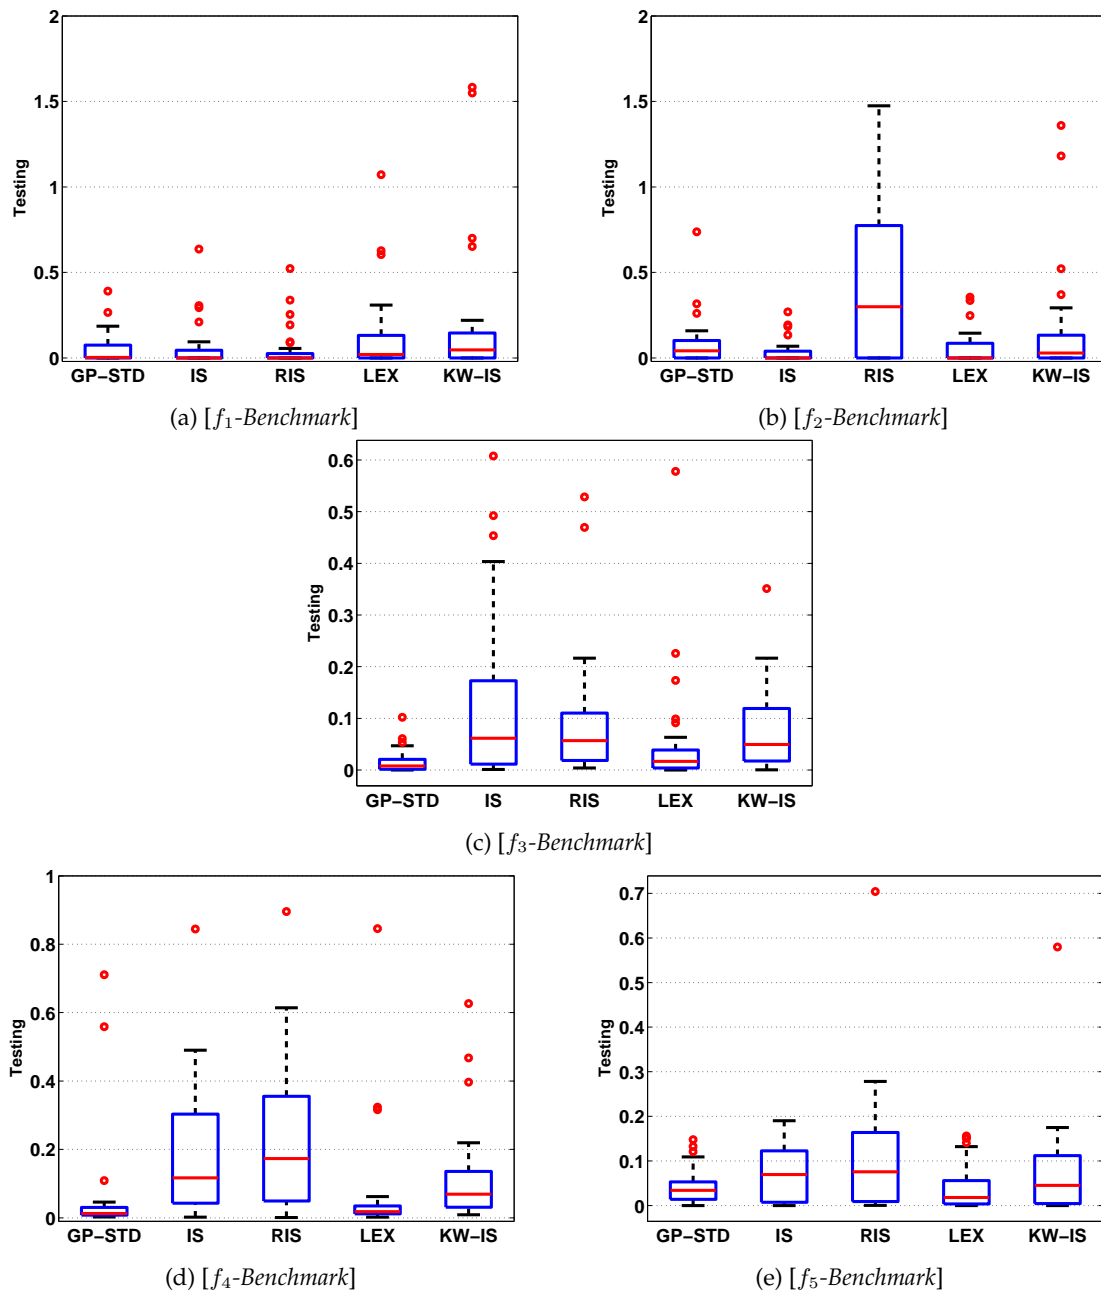 2
1.5
1
0.5
0
Testing
GP–STD IS RIS LEX KW–IS
(a) [f₁-Benchmark]
2
1.5
1
0.5
0
Testing
GP–STD IS RIS LEX KW–IS
(b) [f₂-Benchmark]
0.6
0.5
0.4
0.3
0.2
0.1
0
Testing
GP–STD IS RIS LEX KW–IS
(c) [f₃-Benchmark]
1
0.8
0.6
0.4
0.2
0
Testing
GP–STD IS RIS LEX KW–IS
(d) [f₄-Benchmark]
0.7
0.6
0.5
0.4
0.3
0.2
0.1
0
Testing
GP–STD IS RIS LEX KW–IS
(e) [f₅-Benchmark]